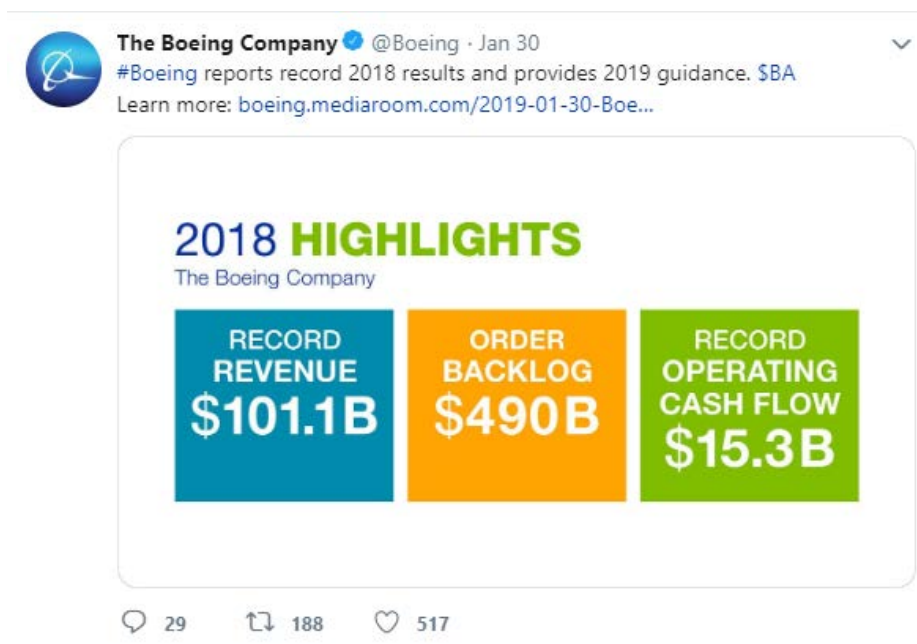 The Boeing Company @Boeing · Jan 30
#Boeing reports record 2018 results and provides 2019 guidance. $BA
Learn more: boeing.mediaroom.com/2019-01-30-Boe...
2018 HIGHLIGHTS
The Boeing Company
RECORD
REVENUE
$101.1B
ORDER
BACKLOG
$490B
RECORD
OPERATING
CASH FLOW
$15.3B
29 188 517